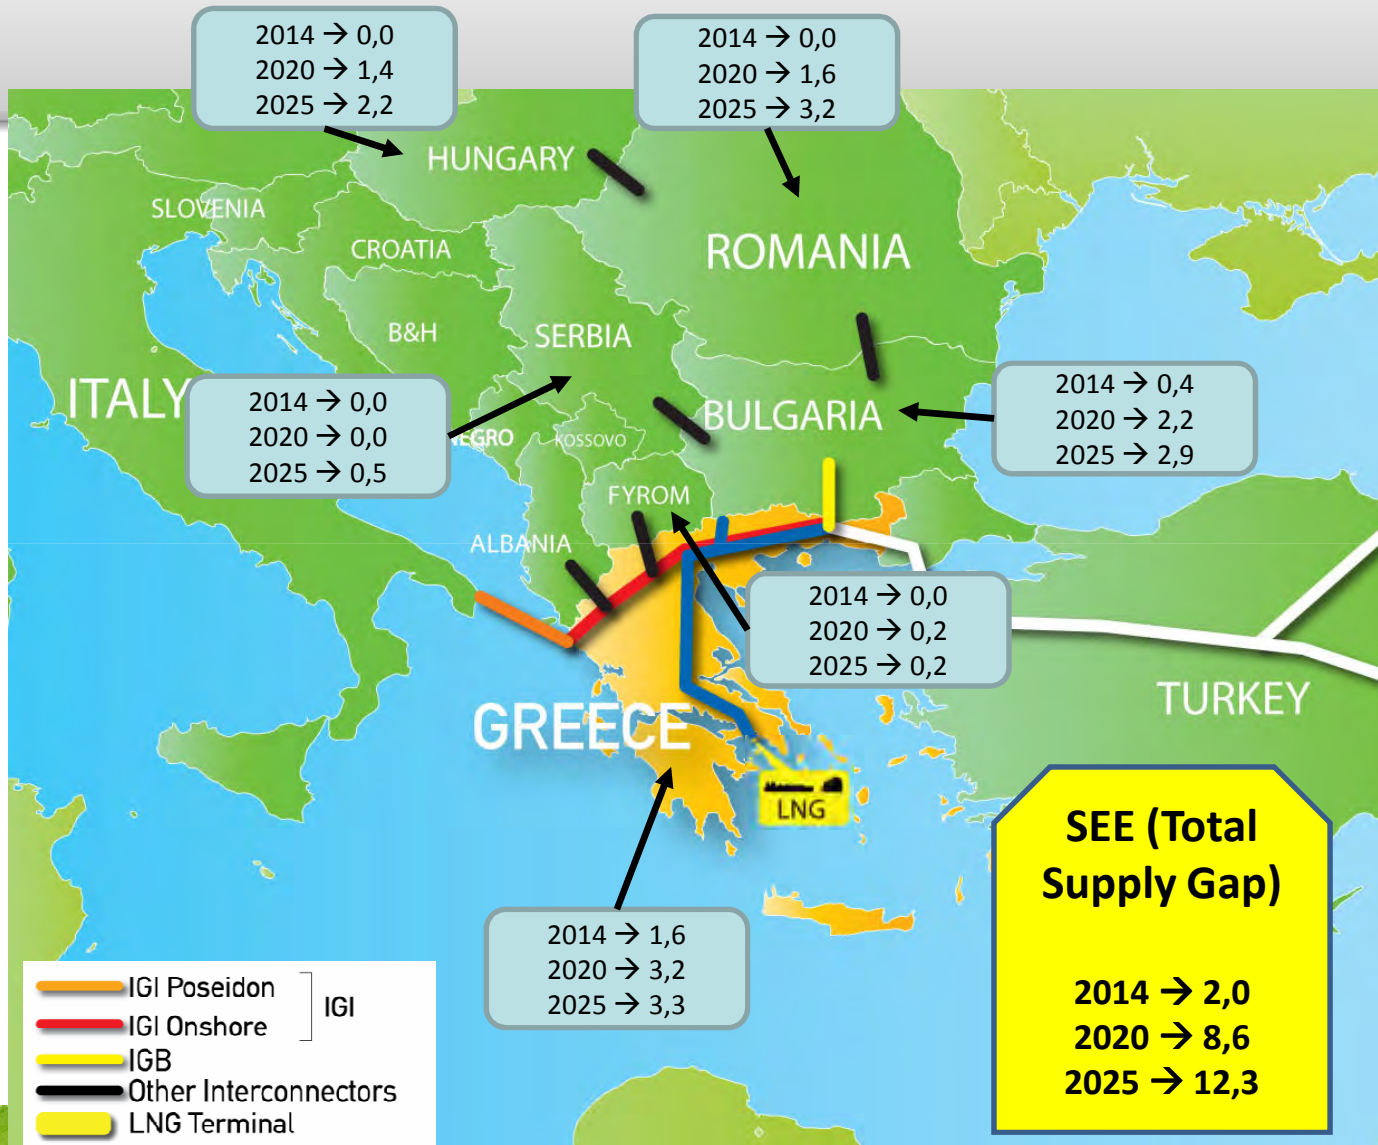 2014 → 0,0
2020 → 1,4
2025 → 2,2
2014 → 0,0
2020 → 1,6
2025 → 3,2
HUNGARY
SLOVENIA
CROATIA
ROMANIA
B&H
SERBIA
ITALY
2014 → 0,0
2020 → 0,0
2025 → 0,5
NEGRO
KOSSOVO
BULGARIA
2014 → 0,4
2020 → 2,2
2025 → 2,9
FYROM
ALBANIA
2014 → 0,0
2020 → 0,2
2025 → 0,2
TURKEY
GREECE
LNG
2014 → 1,6
2020 → 3,2
2025 → 3,3
SEE (Total
Supply Gap)
2014 → 2,0
2020 → 8,6
2025 → 12,3
IGI Poseidon
IGI
IGI Onshore
IGB
Other Interconnectors
LNG Terminal